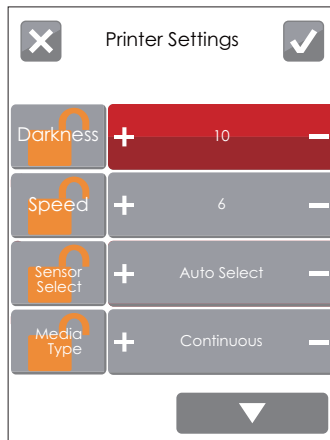 Printer Settings
Darkness + 10 -
Speed + 6 -
Sensor
Select + Auto Select -
Media
Type + Continuous -